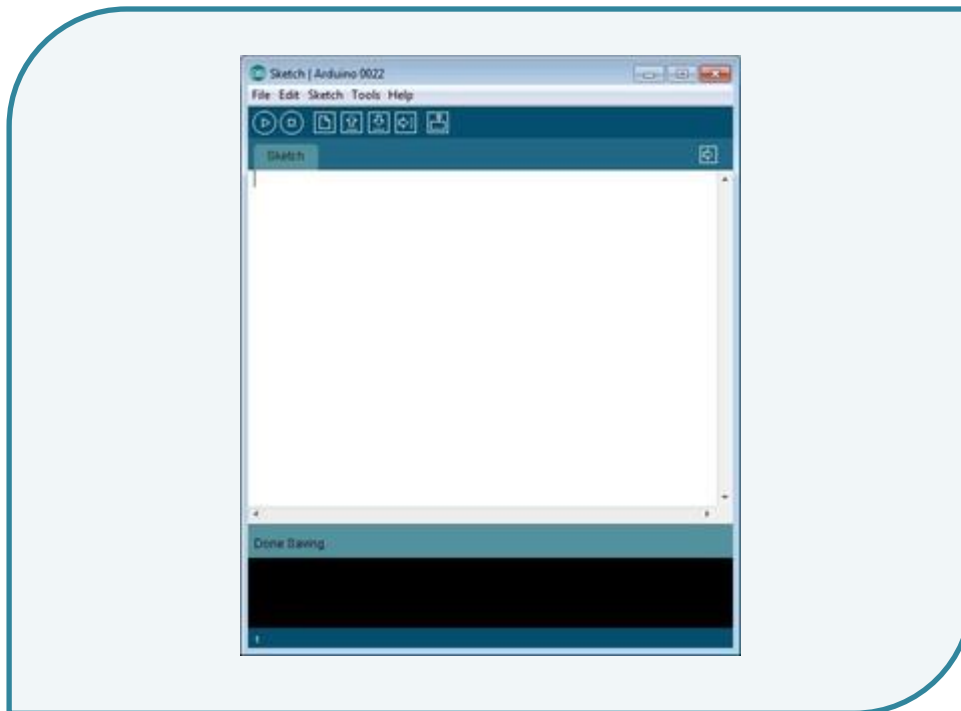 Sketch | Arduino 0022
File Edit Sketch Tools Help
Sketch
Done Saving.
1